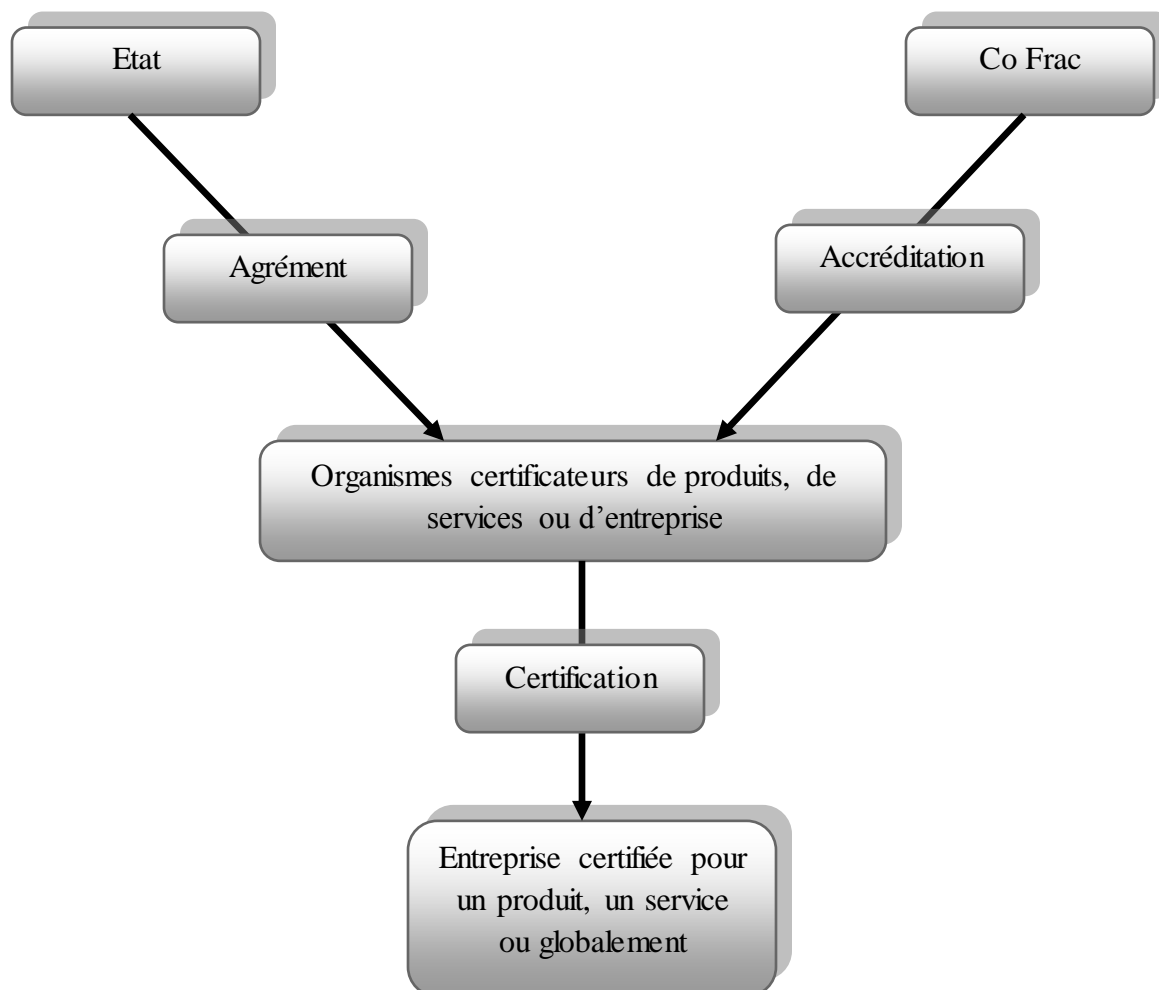 Etat
Co Frac
Agrément
Accréditation
Organismes certificateurs de produits, de
services ou d’entreprise
Certification
Entreprise certifiée pour
un produit, un service
ou globalement